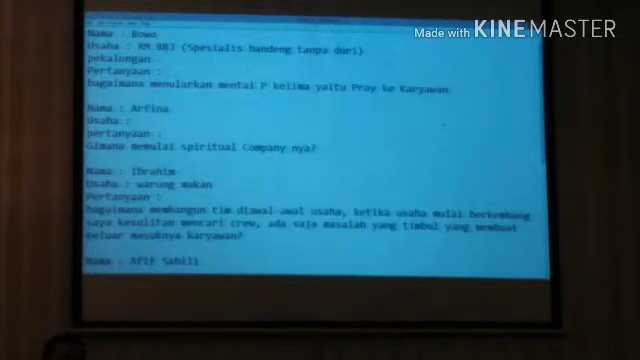 Made with KINEMASTER
Nama : Bowo
Usaha : RM BBJ (Spesialis bandeng tanpa duri)
pekalongan
Pertanyaan :
bagaimana menularkan mental P kelima yaitu Pray ke Karyawan
Nama : Arfina
Usaha :
pertanyaan :
Gimana memulai spiritual Company nya?
Nama : Ibrahim
Usaha : warung makan
Pertanyaan :
bagaimana membangun tim diawal-awal usaha, ketika usaha mulai berkembang
saya kesulitan mencari crew, ada saja masalah yang timbul yang membuat
keluar masuknya karyawan?
Nama : Afif Sabili